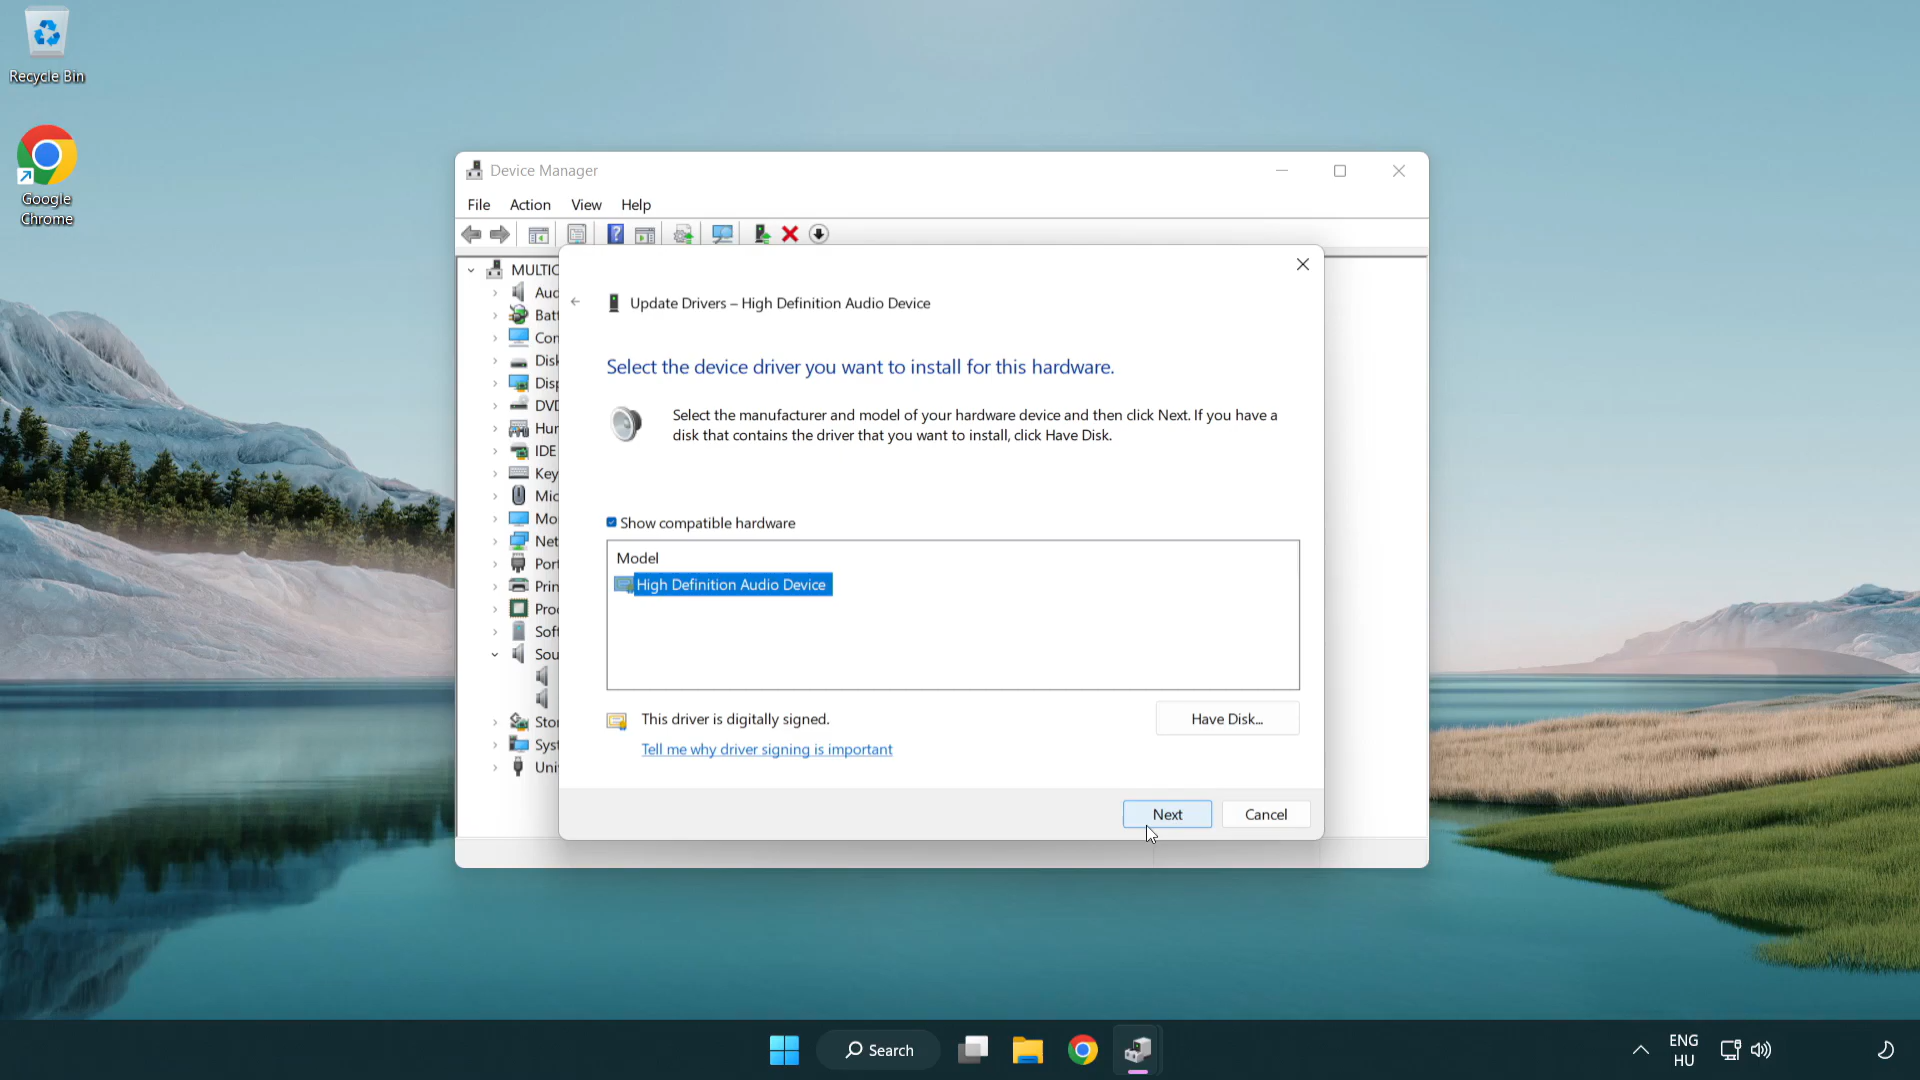 Recycle Bin
Google
Chrome
Device Manager
File Action View Help
MULTIC
Aud
Batt
Com
Disk
Disp
DVD
Hum
IDE
Key
Mic
Mon
Net
Port
Prin
Proc
Soft
Sou
Stor
Syst
Univ
Update Drivers – High Definition Audio Device
Select the device driver you want to install for this hardware.
Select the manufacturer and model of your hardware device and then click Next. If you have a
disk that contains the driver that you want to install, click Have Disk.
Show compatible hardware
Model
High Definition Audio Device
This driver is digitally signed.
Have Disk...
Tell me why driver signing is important
Next Cancel
Search
ENG
HU